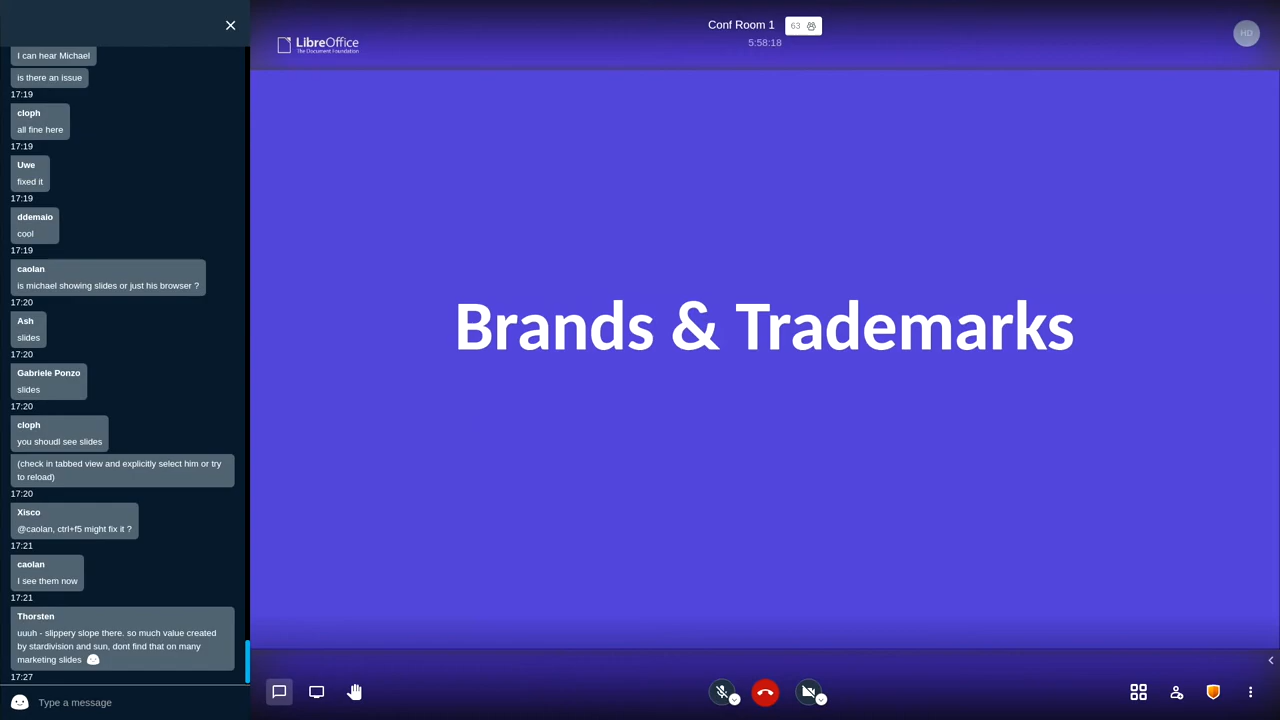 I can hear Michael
is there an issue
17:19
cloph
all fine here
17:19
Uwe
fixed it
17:19
ddemaio
cool
17:19
caolan
is michael showing slides or just his browser ?
17:20
Ash
slides
17:20
Gabriele Ponzo
slides
17:20
cloph
you shoudl see slides
(check in tabbed view and explicitly select him or try
to reload)
17:20
Xisco
@caolan, ctrl+f5 might fix it ?
17:21
caolan
I see them now
17:21
Thorsten
uuuh - slippery slope there. so much value created
by stardivision and sun, dont find that on many
marketing slides
17:27
Type a message
LibreOffice
The Document Foundation
Conf Room 1
63
5:58:18
HD
Brands & Trademarks